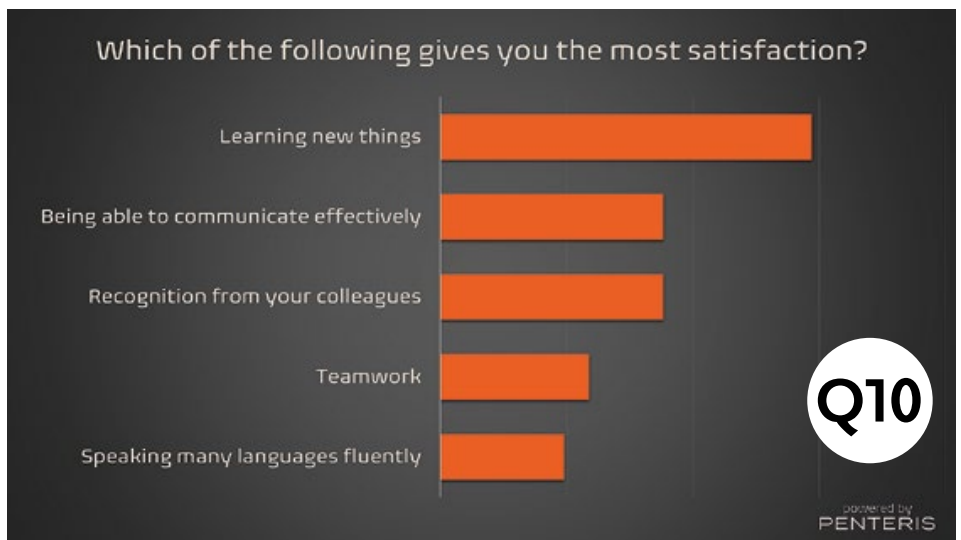 Which of the following gives you the most satisfaction?
Learning new things
Being able to communicate effectively
Recognition from your colleagues
Teamwork
Speaking many languages fluently
Q10
powered by
PENTERIS